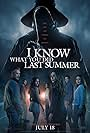 I KNOW
WHAT YOU DID
LAST SUMMER
JULY 18